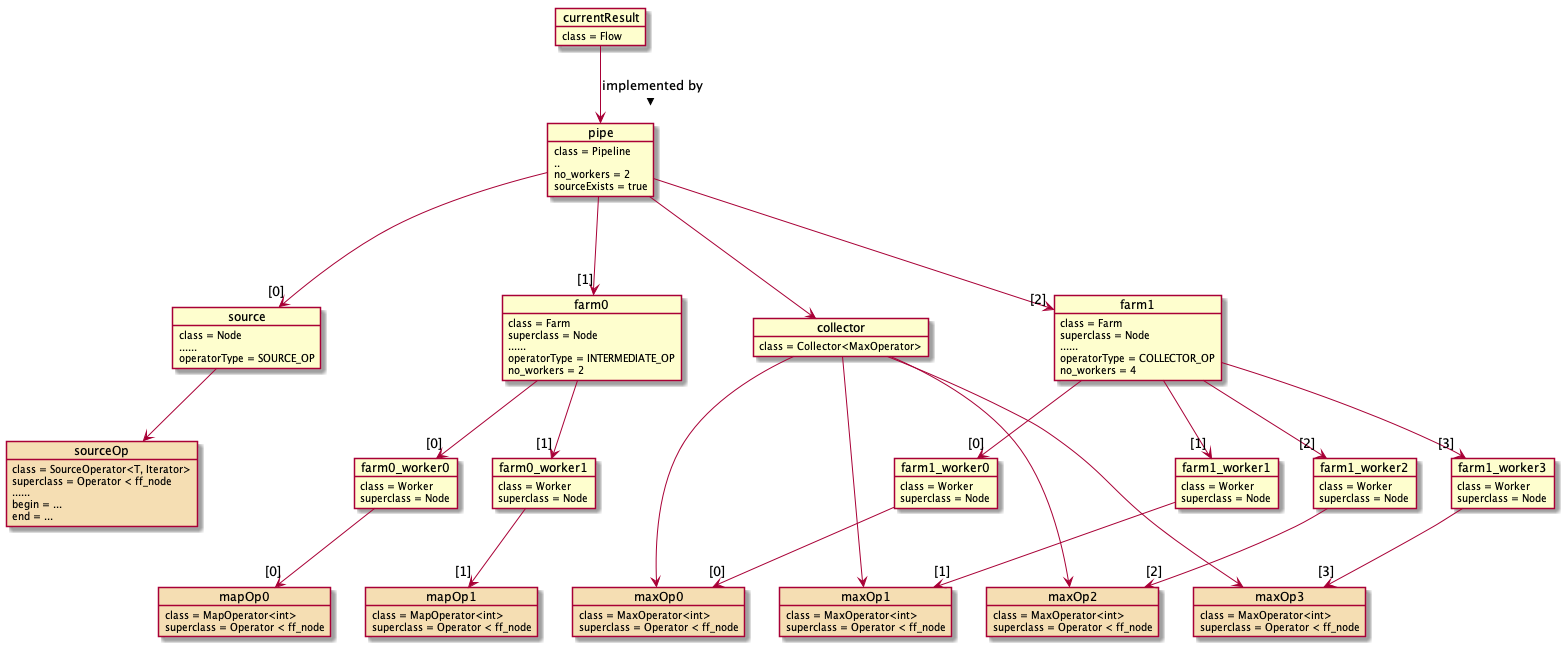 currentResult
class = Flow
implemented by
pipe
class = Pipeline
..
no_workers = 2
sourceExists = true
[0]
[1]
[2]
source
class = Node
......
operatorType = SOURCE_OP
farm0
class = Farm
superclass = Node
......
operatorType = INTERMEDIATE_OP
no_workers = 2
collector
class = Collector<MaxOperator>
farm1
class = Farm
superclass = Node
......
operatorType = COLLECTOR_OP
no_workers = 4
[0]
[1]
[0]
[1]
[2]
[3]
sourceOp
class = SourceOperator<T, Iterator>
superclass = Operator < ff_node
......
begin = ...
end = ...
farm0_worker0
class = Worker
superclass = Node
farm0_worker1
class = Worker
superclass = Node
farm1_worker0
class = Worker
superclass = Node
farm1_worker1
class = Worker
superclass = Node
farm1_worker2
class = Worker
superclass = Node
farm1_worker3
class = Worker
superclass = Node
[0]
[1]
[0]
[1]
[2]
[3]
mapOp0
class = MapOperator<int>
superclass = Operator < ff_node
mapOp1
class = MapOperator<int>
superclass = Operator < ff_node
maxOp0
class = MaxOperator<int>
superclass = Operator < ff_node
maxOp1
class = MaxOperator<int>
superclass = Operator < ff_node
maxOp2
class = MaxOperator<int>
superclass = Operator < ff_node
maxOp3
class = MaxOperator<int>
superclass = Operator < ff_node